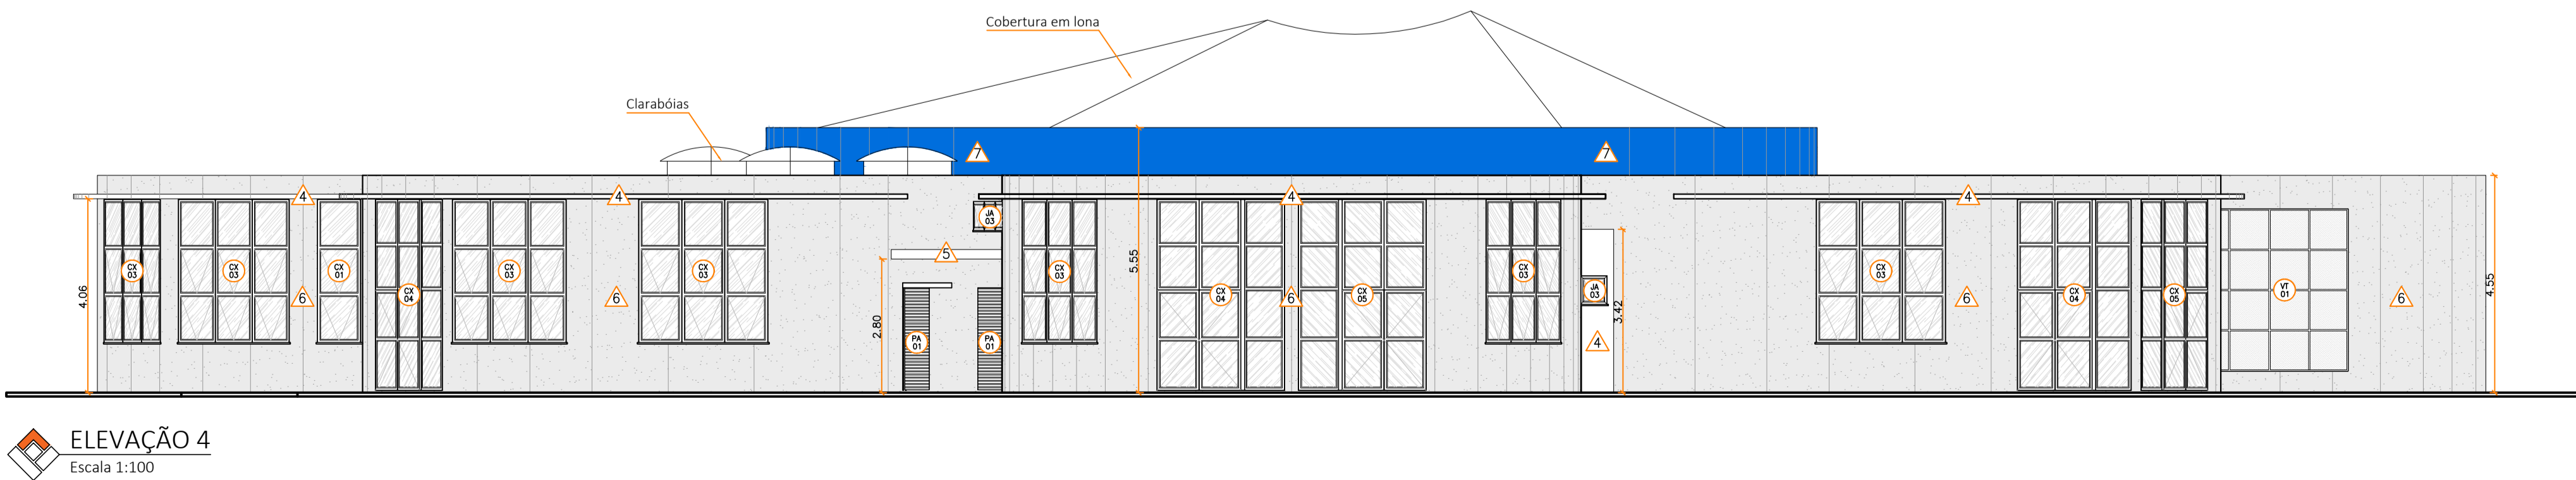 Cobertura em lona
Clarabóias
7
7
4
4
4
4
JA
03
5
CX
03
CX
03
CX
01
CX
04
CX
03
CX
03
CX
03
CX
04
CX
05
CX
03
JA
03
CX
03
CX
04
CX
05
VT
01
6
6
6
6
6
4
PA
01
PA
01
4.06
2.80
5.55
3.42
4.55
ELEVAÇÃO 4
Escala 1:100